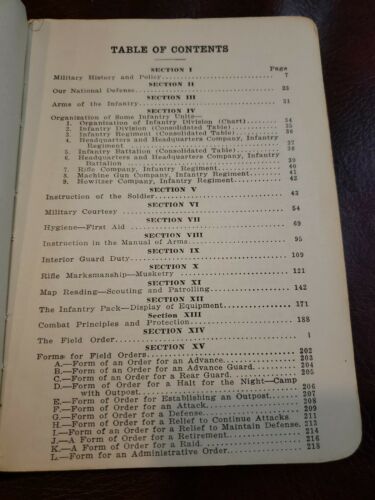 TABLE OF CONTENTS
SECTION I Page
Military History and Policy 7
SECTION II
Our National Defense 23
SECTION III
Arms of the Infantry 31
SECTION IV
Organization of Some Infantry Units—
1. Organization of Infantry Division (Chart) 34
2. Infantry Division (Consolidated Table) 35
3. Infantry Regiment (Consolidated Table) 36
4. Headquarters and Headquarters Company, Infantry
Regiment 37
5. Infantry Battalion (Consolidated Table) 38
6. Headquarters and Headquarters Company, Infantry
Battalion 39
7. Rifle Company, Infantry Regiment 40
8. Machine Gun Company, Infantry Regiment 41
9. Howitzer Company, Infantry Regiment 42
SECTION V
Instruction of the Soldier 43
SECTION VI
Military Courtesy 54
SECTION VII
Hygiene—First Aid 69
SECTION VIII
Instruction in the Manual of Arms 95
SECTION IX
Interior Guard Duty 109
SECTION X
Rifle Marksmanship—Musketry 121
SECTION XI
Map Reading—Scouting and Patrolling 142
SECTION XII
The Infantry Pack—Display of Equipment 171
Section XIII
Combat Principles and Protection 188
SECTION XIV
The Field Order 1
SECTION XV
Forms for Field Orders 202
A.—Form of an Order for an Advance 203
B.—Form of an Order for an Advance Guard 204
C.—Form of an Order for a Rear Guard 205
D.—Form of Order for a Halt for the Night—Camp
with Outpost 206
E.—Form of Order for Establishing an Outpost 207
F.—Form of Order for an Attack 208
G.—Form of Order for a Defense 209
H.—Form of Order for a Relief to Continue Attacks 211
I.—Form of Order for a Relief to Maintain Defense 213
J.—A Form of Order for a Retirement 214
K.—A Form of Order for a Raid 216
L.—Form for an Administrative Order 218